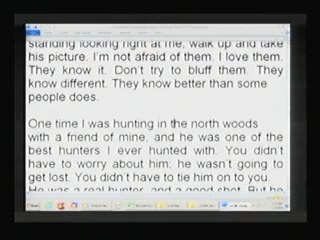 standing looking right at me, walk up and take
his picture. I'm not afraid of them. I love them.
They know it. Don't try to bluff them. They
know different. They know better than some
people does.
One time I was hunting in the north woods
with a friend of mine, and he was one of the
best hunters I ever hunted with. You didn't
have to worry about him; he wasn't going to
get lost. You didn't have to tie him on to you.
He was a real hunter, and a good shot. But he